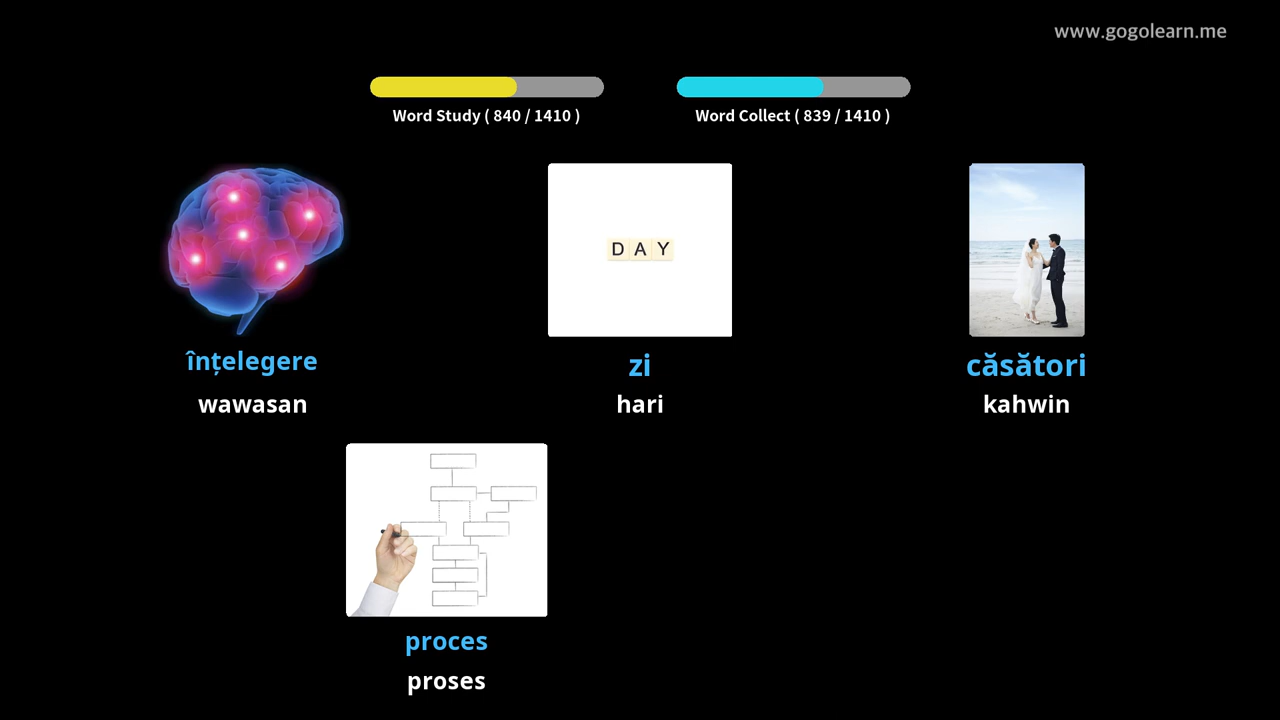 www.gogolearn.me
Word Study ( 840 / 1410 )
Word Collect ( 839 / 1410 )
DAY
înțelegere
zi
căsători
wawasan
hari
kahwin
proces
proses